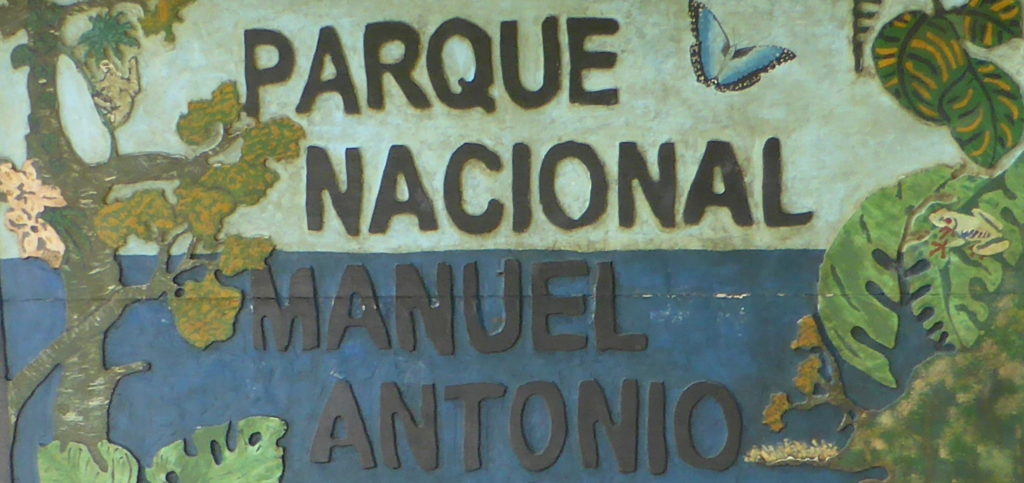 PARQUE
NACIONAL
MANUEL
ANTONIO